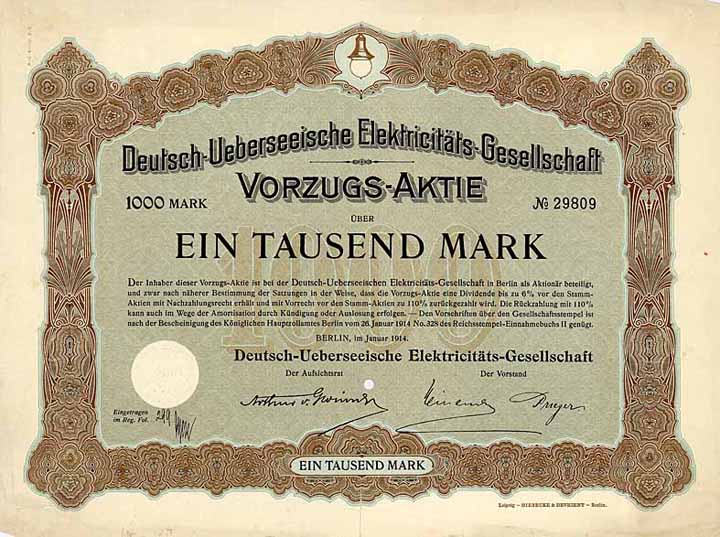 Deutsch-Ueberseeische Elektricitäts-Gesellschaft
VORZUGS-AKTIE
1000 MARK
№ 29809
ÜBER
EIN TAUSEND MARK
Der Inhaber dieser Vorzugs-Aktie ist bei der Deutsch-Ueberseeischen Elektricitäts-Gesellschaft in Berlin als Aktionär beteiligt,
und zwar nach näherer Bestimmung der Satzungen in der Weise, dass die Vorzugs-Aktie eine Dividende bis zu 6% vor den Stamm-
Aktien mit Nachzahlungsrecht erhält und mit Vorrecht vor den Stamm-Aktien zu 110% zurückgezahlt wird. Die Rückzahlung mit 110%
kann auch im Wege der Amortisation durch Kündigung oder Auslosung erfolgen. — Den Vorschriften über den Gesellschaftsstempel ist
nach der Bescheinigung des Königlichen Hauptzollamtes Berlin vom 26. Januar 1914 No. 328 des Reichsstempel-Einnahmebuchs II genügt.
BERLIN, im Januar 1914.
Deutsch-Ueberseeische Elektricitäts-Gesellschaft
Der Aufsichtsrat
Der Vorstand
Arthur v. Gwinner
Heineman
Eingetragen
im Reg. Fol.
EIN TAUSEND MARK
Leipzig — GIESECKE & DEVRIENT — Berlin.